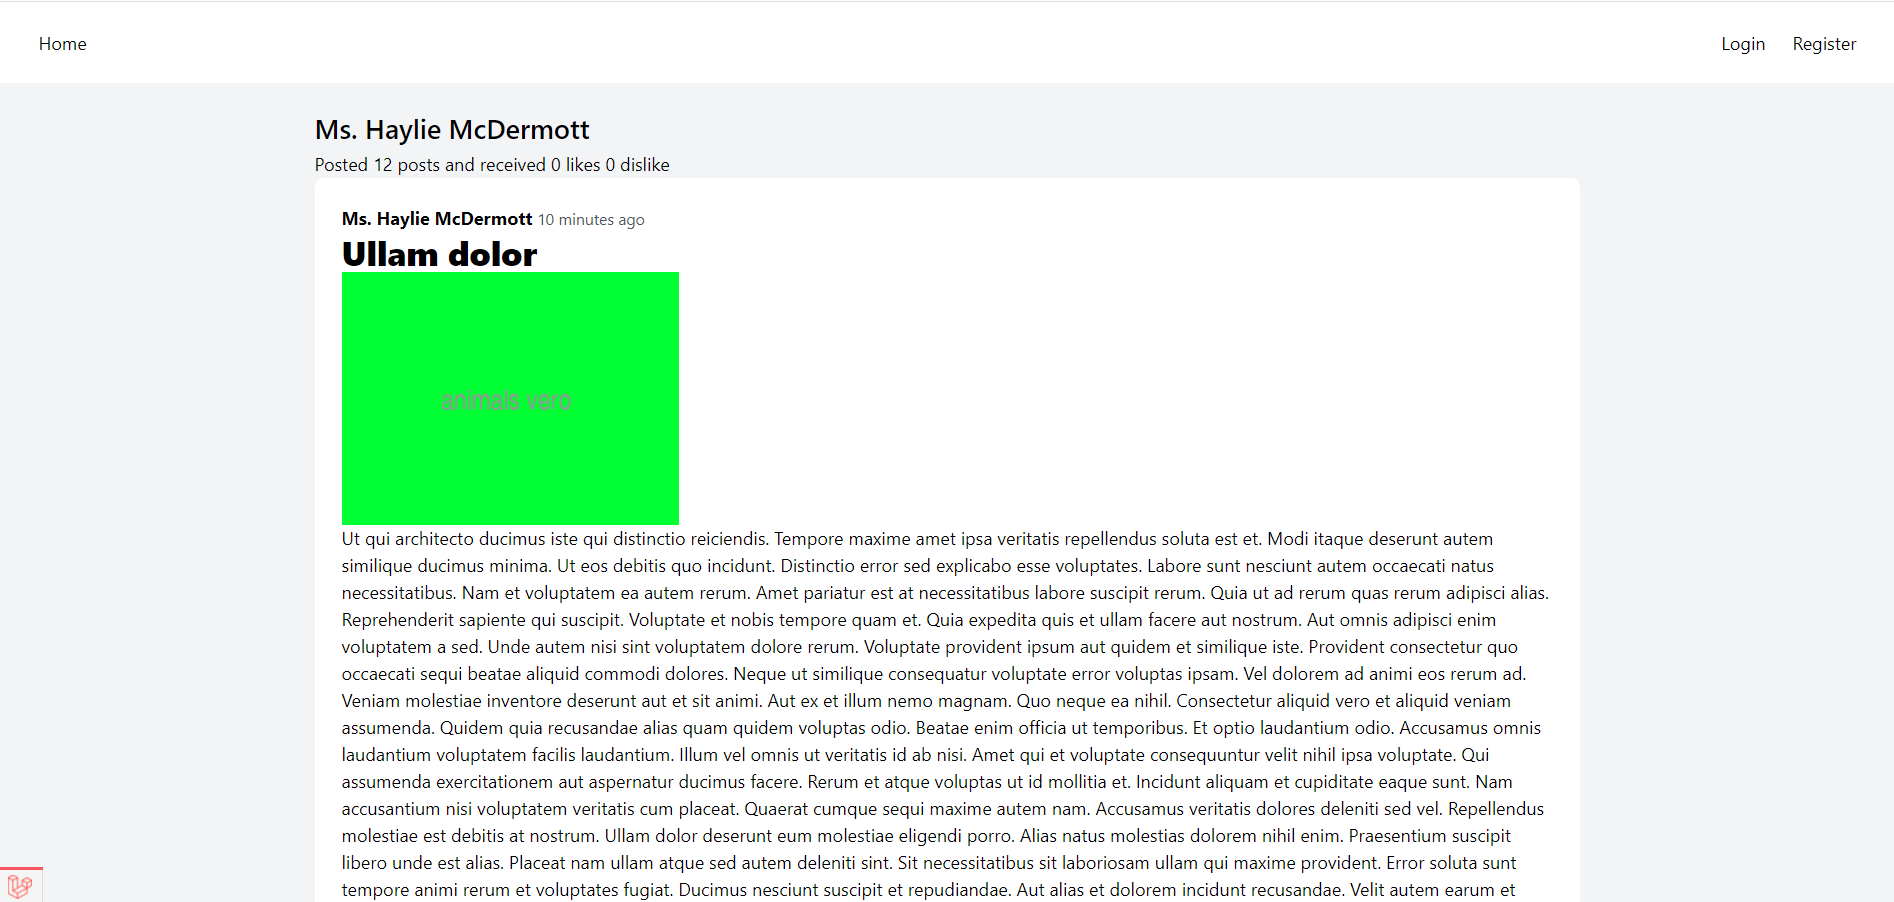 Home
Login
Register
Ms. Haylie McDermott
Posted 12 posts and received 0 likes 0 dislike
Ms. Haylie McDermott 10 minutes ago
Ullam dolor
animals vero
Ut qui architecto ducimus iste qui distinctio reiciendis. Tempore maxime amet ipsa veritatis repellendus soluta est et. Modi itaque deserunt autem
similique ducimus minima. Ut eos debitis quo incidunt. Distinctio error sed explicabo esse voluptates. Labore sunt nesciunt autem occaecati natus
necessitatibus. Nam et voluptatem ea autem rerum. Amet pariatur est at necessitatibus labore suscipit rerum. Quia ut ad rerum quas rerum adipisci alias.
Reprehenderit sapiente qui suscipit. Voluptate et nobis tempore quam et. Quia expedita quis et ullam facere aut nostrum. Aut omnis adipisci enim
voluptatem a sed. Unde autem nisi sint voluptatem dolore rerum. Voluptate provident ipsum aut quidem et similique iste. Provident consectetur quo
occaecati sequi beatae aliquid commodi dolores. Neque ut similique consequatur voluptate error voluptas ipsam. Vel dolorem ad animi eos rerum ad.
Veniam molestiae inventore deserunt aut et sit animi. Aut ex et illum nemo magnam. Quo neque ea nihil. Consectetur aliquid vero et aliquid veniam
assumenda. Quidem quia recusandae alias quam quidem voluptas odio. Beatae enim officia ut temporibus. Et optio laudantium odio. Accusamus omnis
laudantium voluptatem facilis laudantium. Illum vel omnis ut veritatis id ab nisi. Amet qui et voluptate consequuntur velit nihil ipsa voluptate. Qui
assumenda exercitationem aut aspernatur ducimus facere. Rerum et atque voluptas ut id mollitia et. Incidunt aliquam et cupiditate eaque sunt. Nam
accusantium nisi voluptatem veritatis cum placeat. Quaerat cumque sequi maxime autem nam. Accusamus veritatis dolores deleniti sed vel. Repellendus
molestiae est debitis at nostrum. Ullam dolor deserunt eum molestiae eligendi porro. Alias natus molestias dolorem nihil enim. Praesentium suscipit
libero unde est alias. Placeat nam ullam atque sed autem deleniti sint. Sit necessitatibus sit laboriosam ullam qui maxime provident. Error soluta sunt
tempore animi rerum et voluptates fugiat. Ducimus nesciunt suscipit et repudiandae. Aut alias et dolorem incidunt recusandae. Velit autem earum et